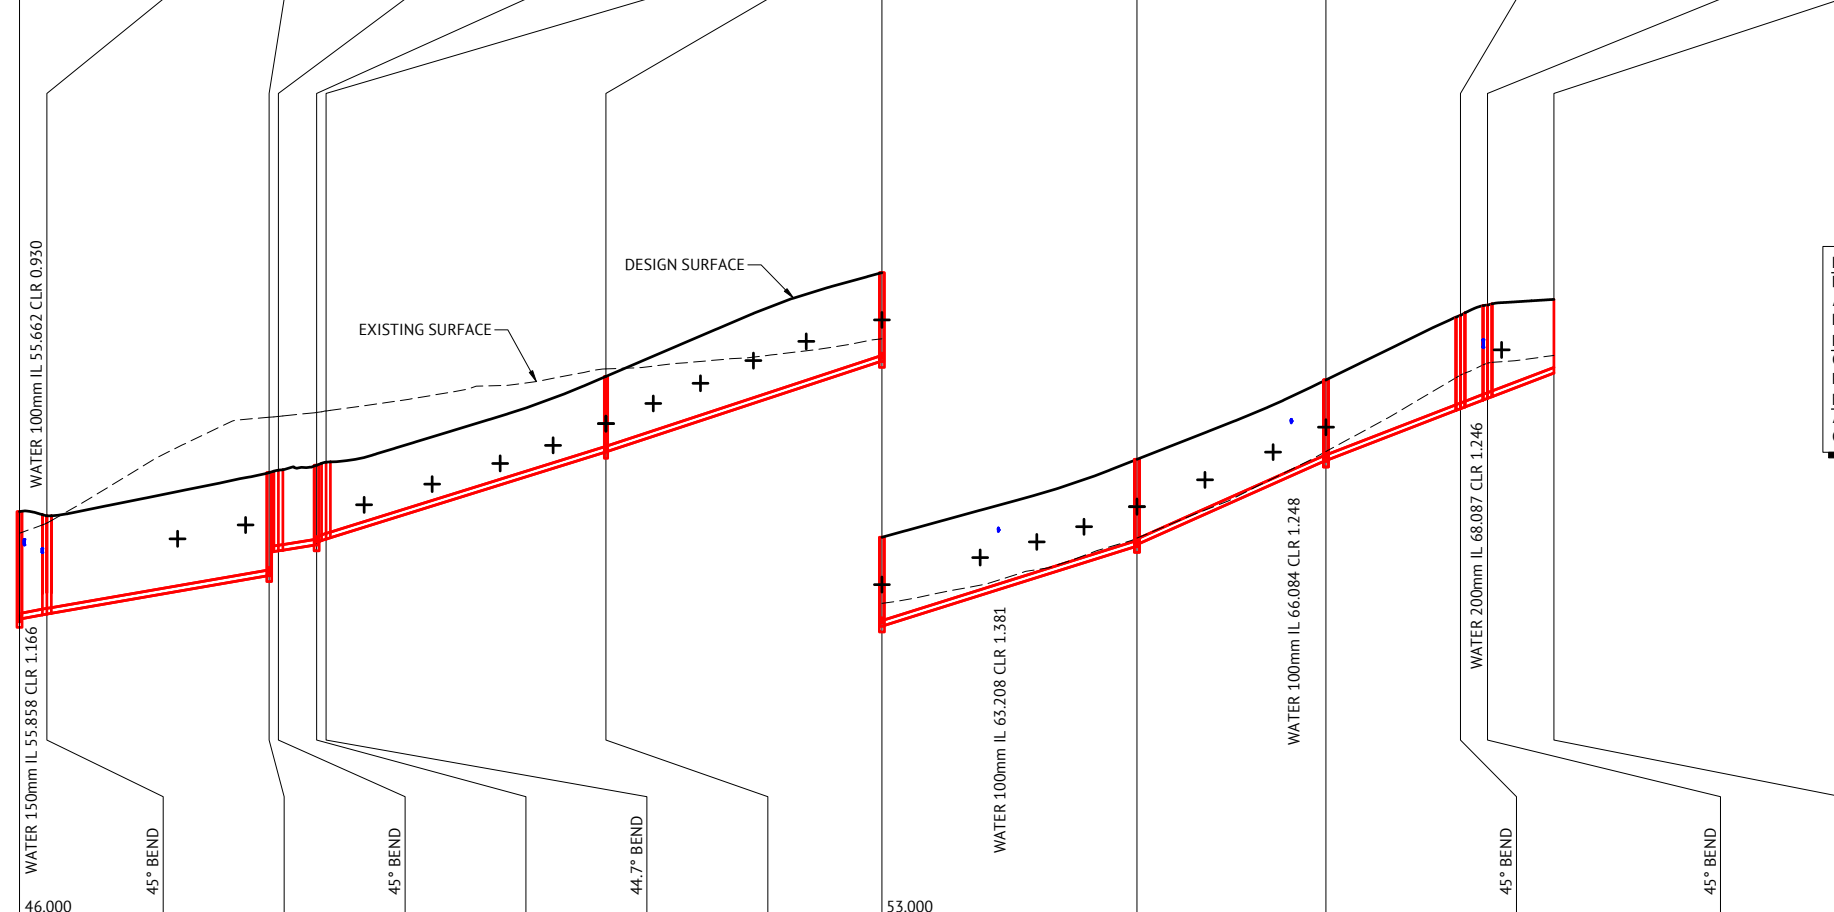 WATER 100mm IL 55.662 CLR 0.930
DESIGN SURFACE
EXISTING SURFACE
WATER 150mm IL 55.858 CLR 1.166
WATER 100mm IL 63.208 CLR 1.381
WATER 100mm IL 66.084 CLR 1.248
WATER 200mm IL 68.087 CLR 1.246
45° BEND
45° BEND
44.7° BEND
45° BEND
45° BEND
46.000
53.000